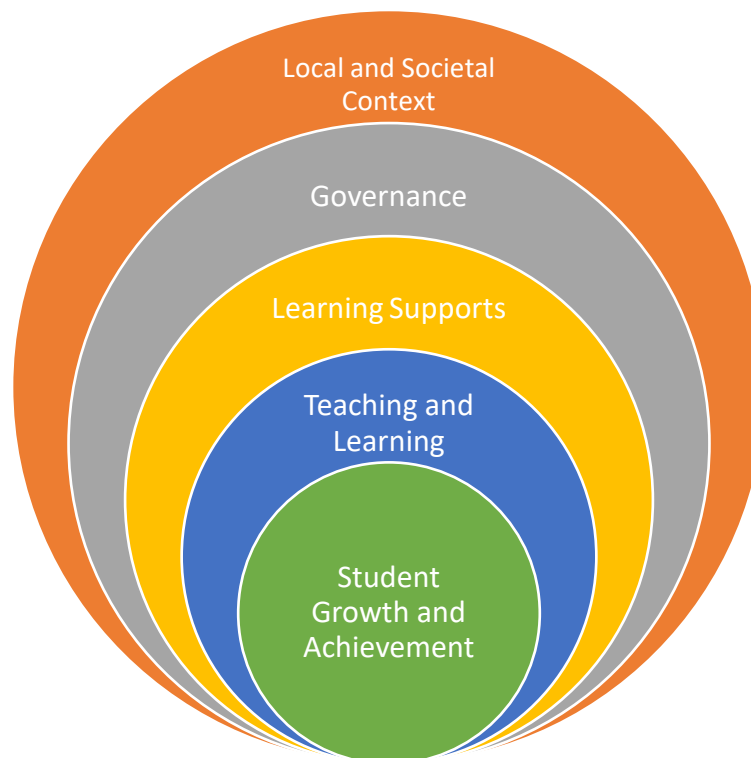 Local and Societal
Context
Governance
Learning Supports
Teaching and
Learning
Student
Growth and
Achievement